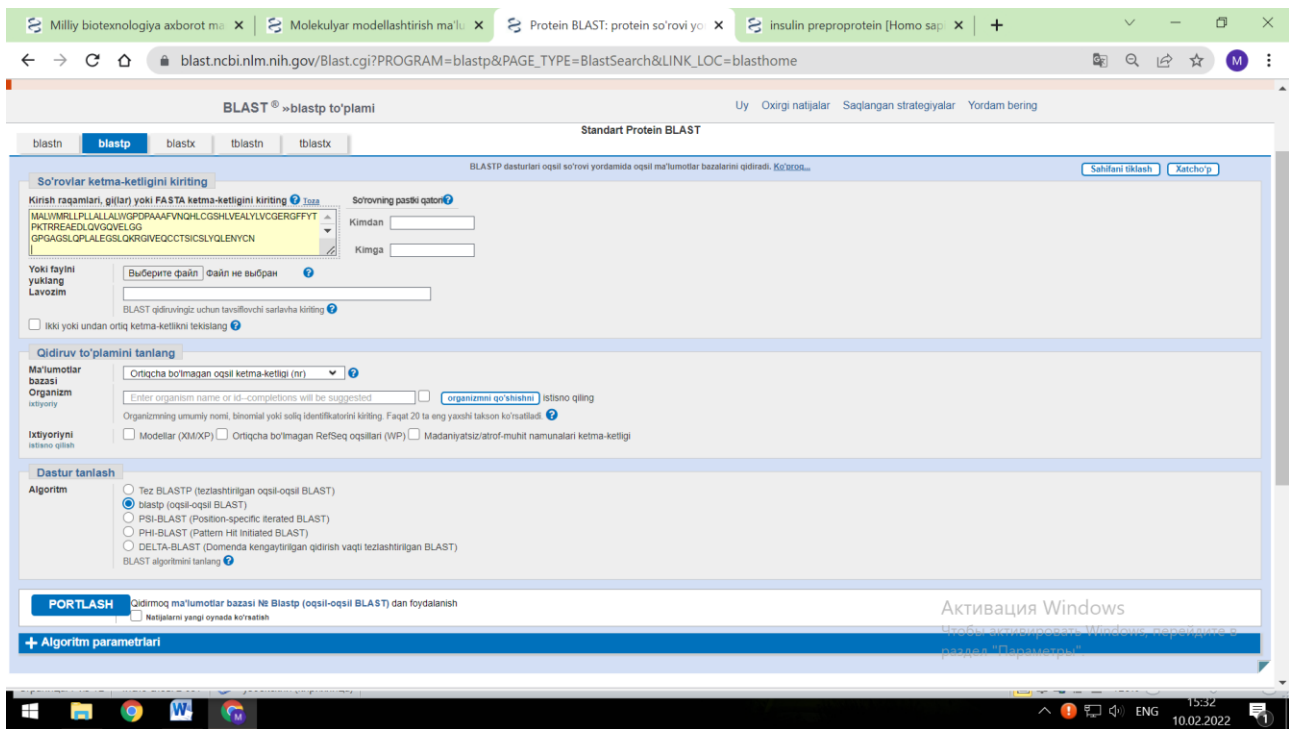 Milliy biotexnologiya axborot ma
Molekulyar modellashtirish ma'lu
Protein BLAST: protein so'rovi yo
insulin preproprotein [Homo sap
blast.ncbi.nlm.nih.gov/Blast.cgi?PROGRAM=blastp&PAGE_TYPE=BlastSearch&LINK_LOC=blasthome
M
BLAST ® »blastp to'plami
Uy Oxirgi natijalar Saqlangan strategiyalar Yordam bering
Standart Protein BLAST
blastn blastp blastx tblastn tblastx
BLASTP dasturlari oqsil so'rovi yordamida oqsil ma'lumotlar bazalarini qidiradi. Ko'proq...
Sahifani tiklash Xatcho'p
So'rovlar ketma-ketligini kiriting
Kirish raqamlari, gi(lar) yoki FASTA ketma-ketligini kiriting ? Toza
So'rovning pastki qatori ?
MALWMRLLPLLALLALWGPDPAAAFVNQHLCGSHLVEALYLVCGERGFFYT
PKTRREAEDLQVGQVELGG
GPGAGSLQPLALEGSLQKRGIVEQCCTSICSLYQLENYCN
Kimdan
Kimga
Yoki faylni yuklang
Выберите файл Файл не выбран ?
Lavozim
BLAST qidiruvingiz uchun tavsiflovchi sarlavha kiriting ?
Ikki yoki undan ortiq ketma-ketlikni tekislang ?
Qidiruv to'plamini tanlang
Ma'lumotlar bazasi
Ortiqcha bo'lmagan oqsil ketma-ketligi (nr) ?
Organizm
ixtiyoriy
Enter organism name or id--completions will be suggested
organizmni qo'shishni istisno qiling
Organizmning umumiy nomi, binomial yoki soliq identifikatorini kiriting. Faqat 20 ta eng yaxshi takson ko'rsatiladi. ?
Ixtiyoriyni
istisno qilish
Modellar (XM/XP) Ortiqcha bo'lmagan RefSeq oqsillari (WP) Madaniyatsiz/atrof-muhit namunalari ketma-ketligi
Dastur tanlash
Algoritm
Tez BLASTP (tezlashtirilgan oqsil-oqsil BLAST)
blastp (oqsil-oqsil BLAST)
PSI-BLAST (Position-specific iterated BLAST)
PHI-BLAST (Pattern Hit Initiated BLAST)
DELTA-BLAST (Domenda kengaytirilgan qidirish vaqti tezlashtirilgan BLAST)
BLAST algoritmini tanlang ?
PORTLASH
Qidirmoq ma'lumotlar bazasi № Blastp (oqsil-oqsil BLAST) dan foydalanish
Natijalarni yangi oynada ko'rsatish
Активация Windows
Чтобы активировать Windows, перейдите в
раздел "Параметры".
+ Algoritm parametrlari
ENG
15:32
10.02.2022
1